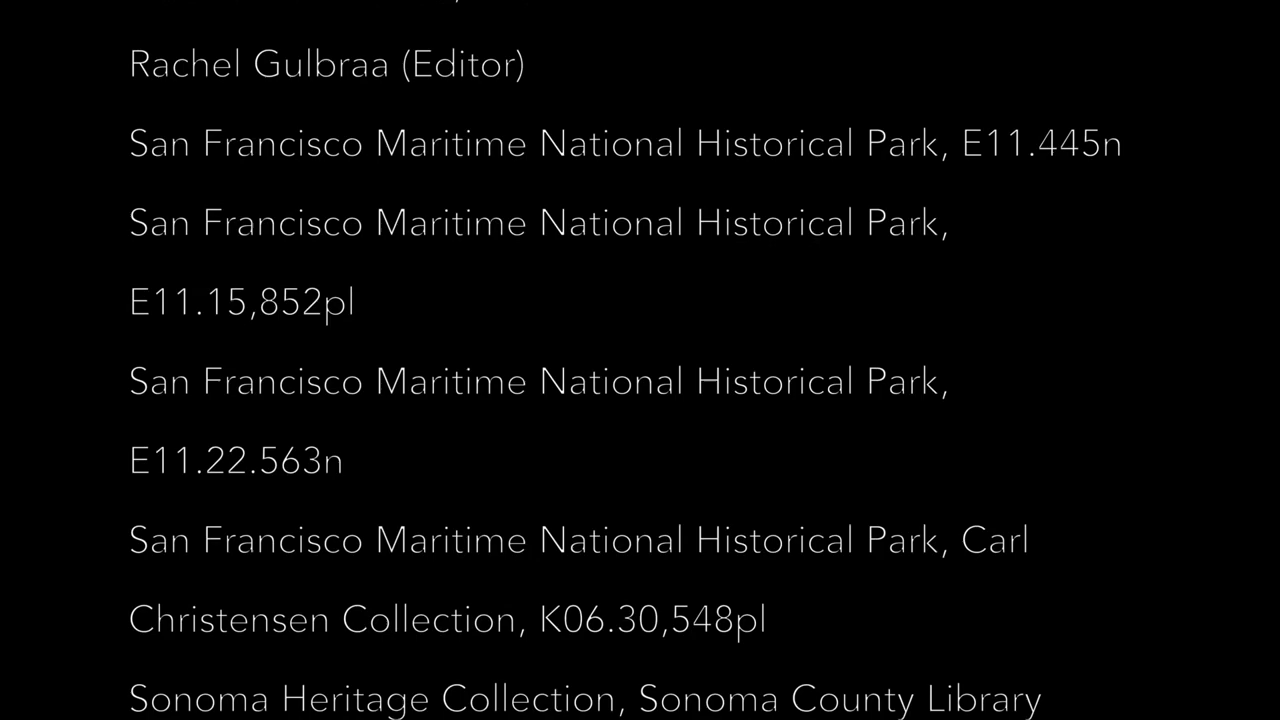 Rachel Gulbraa (Editor)
San Francisco Maritime National Historical Park, E11.445n
San Francisco Maritime National Historical Park,
E11.15,852pl
San Francisco Maritime National Historical Park,
E11.22.563n
San Francisco Maritime National Historical Park, Carl
Christensen Collection, K06.30,548pl
Sonoma Heritage Collection, Sonoma County Library